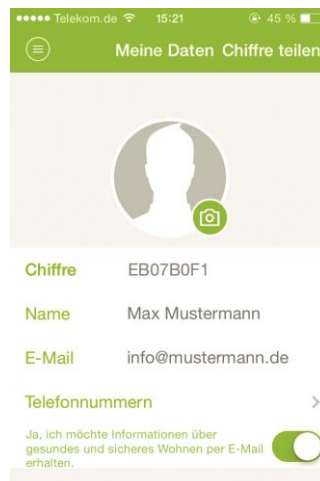 Telekom.de 15:21 45 %
Meine Daten Chiffre teilen
Chiffre EB07B0F1
Name Max Mustermann
E-Mail info@mustermann.de
Telefonnummern
Ja, ich möchte Informationen über
gesundes und sicheres Wohnen per E-Mail
erhalten.